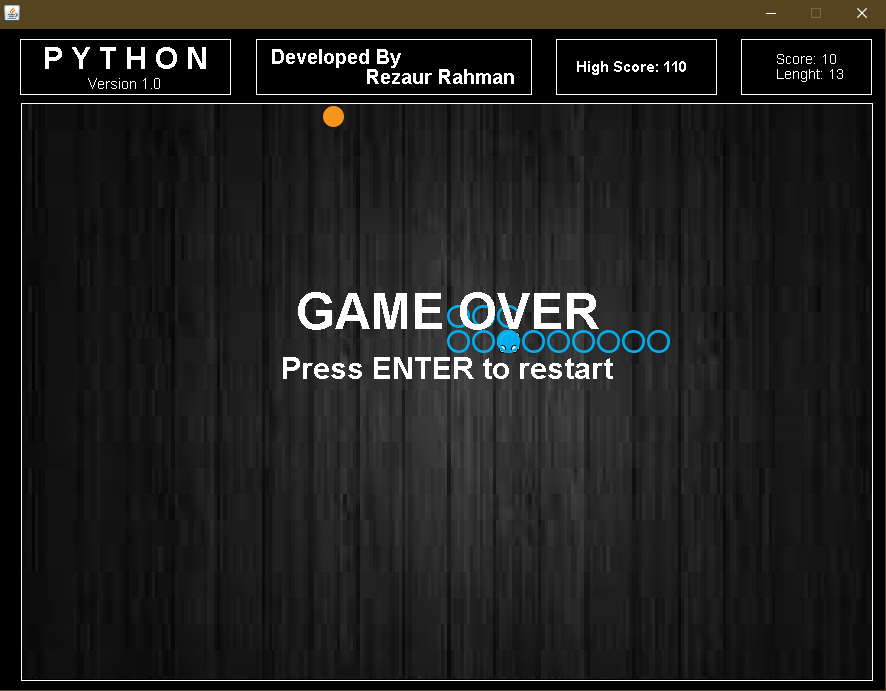 P Y T H O N
Version 1.0
Developed By
Rezaur Rahman
High Score: 110
Score: 10
Lenght: 13
GAME OVER
Press ENTER to restart